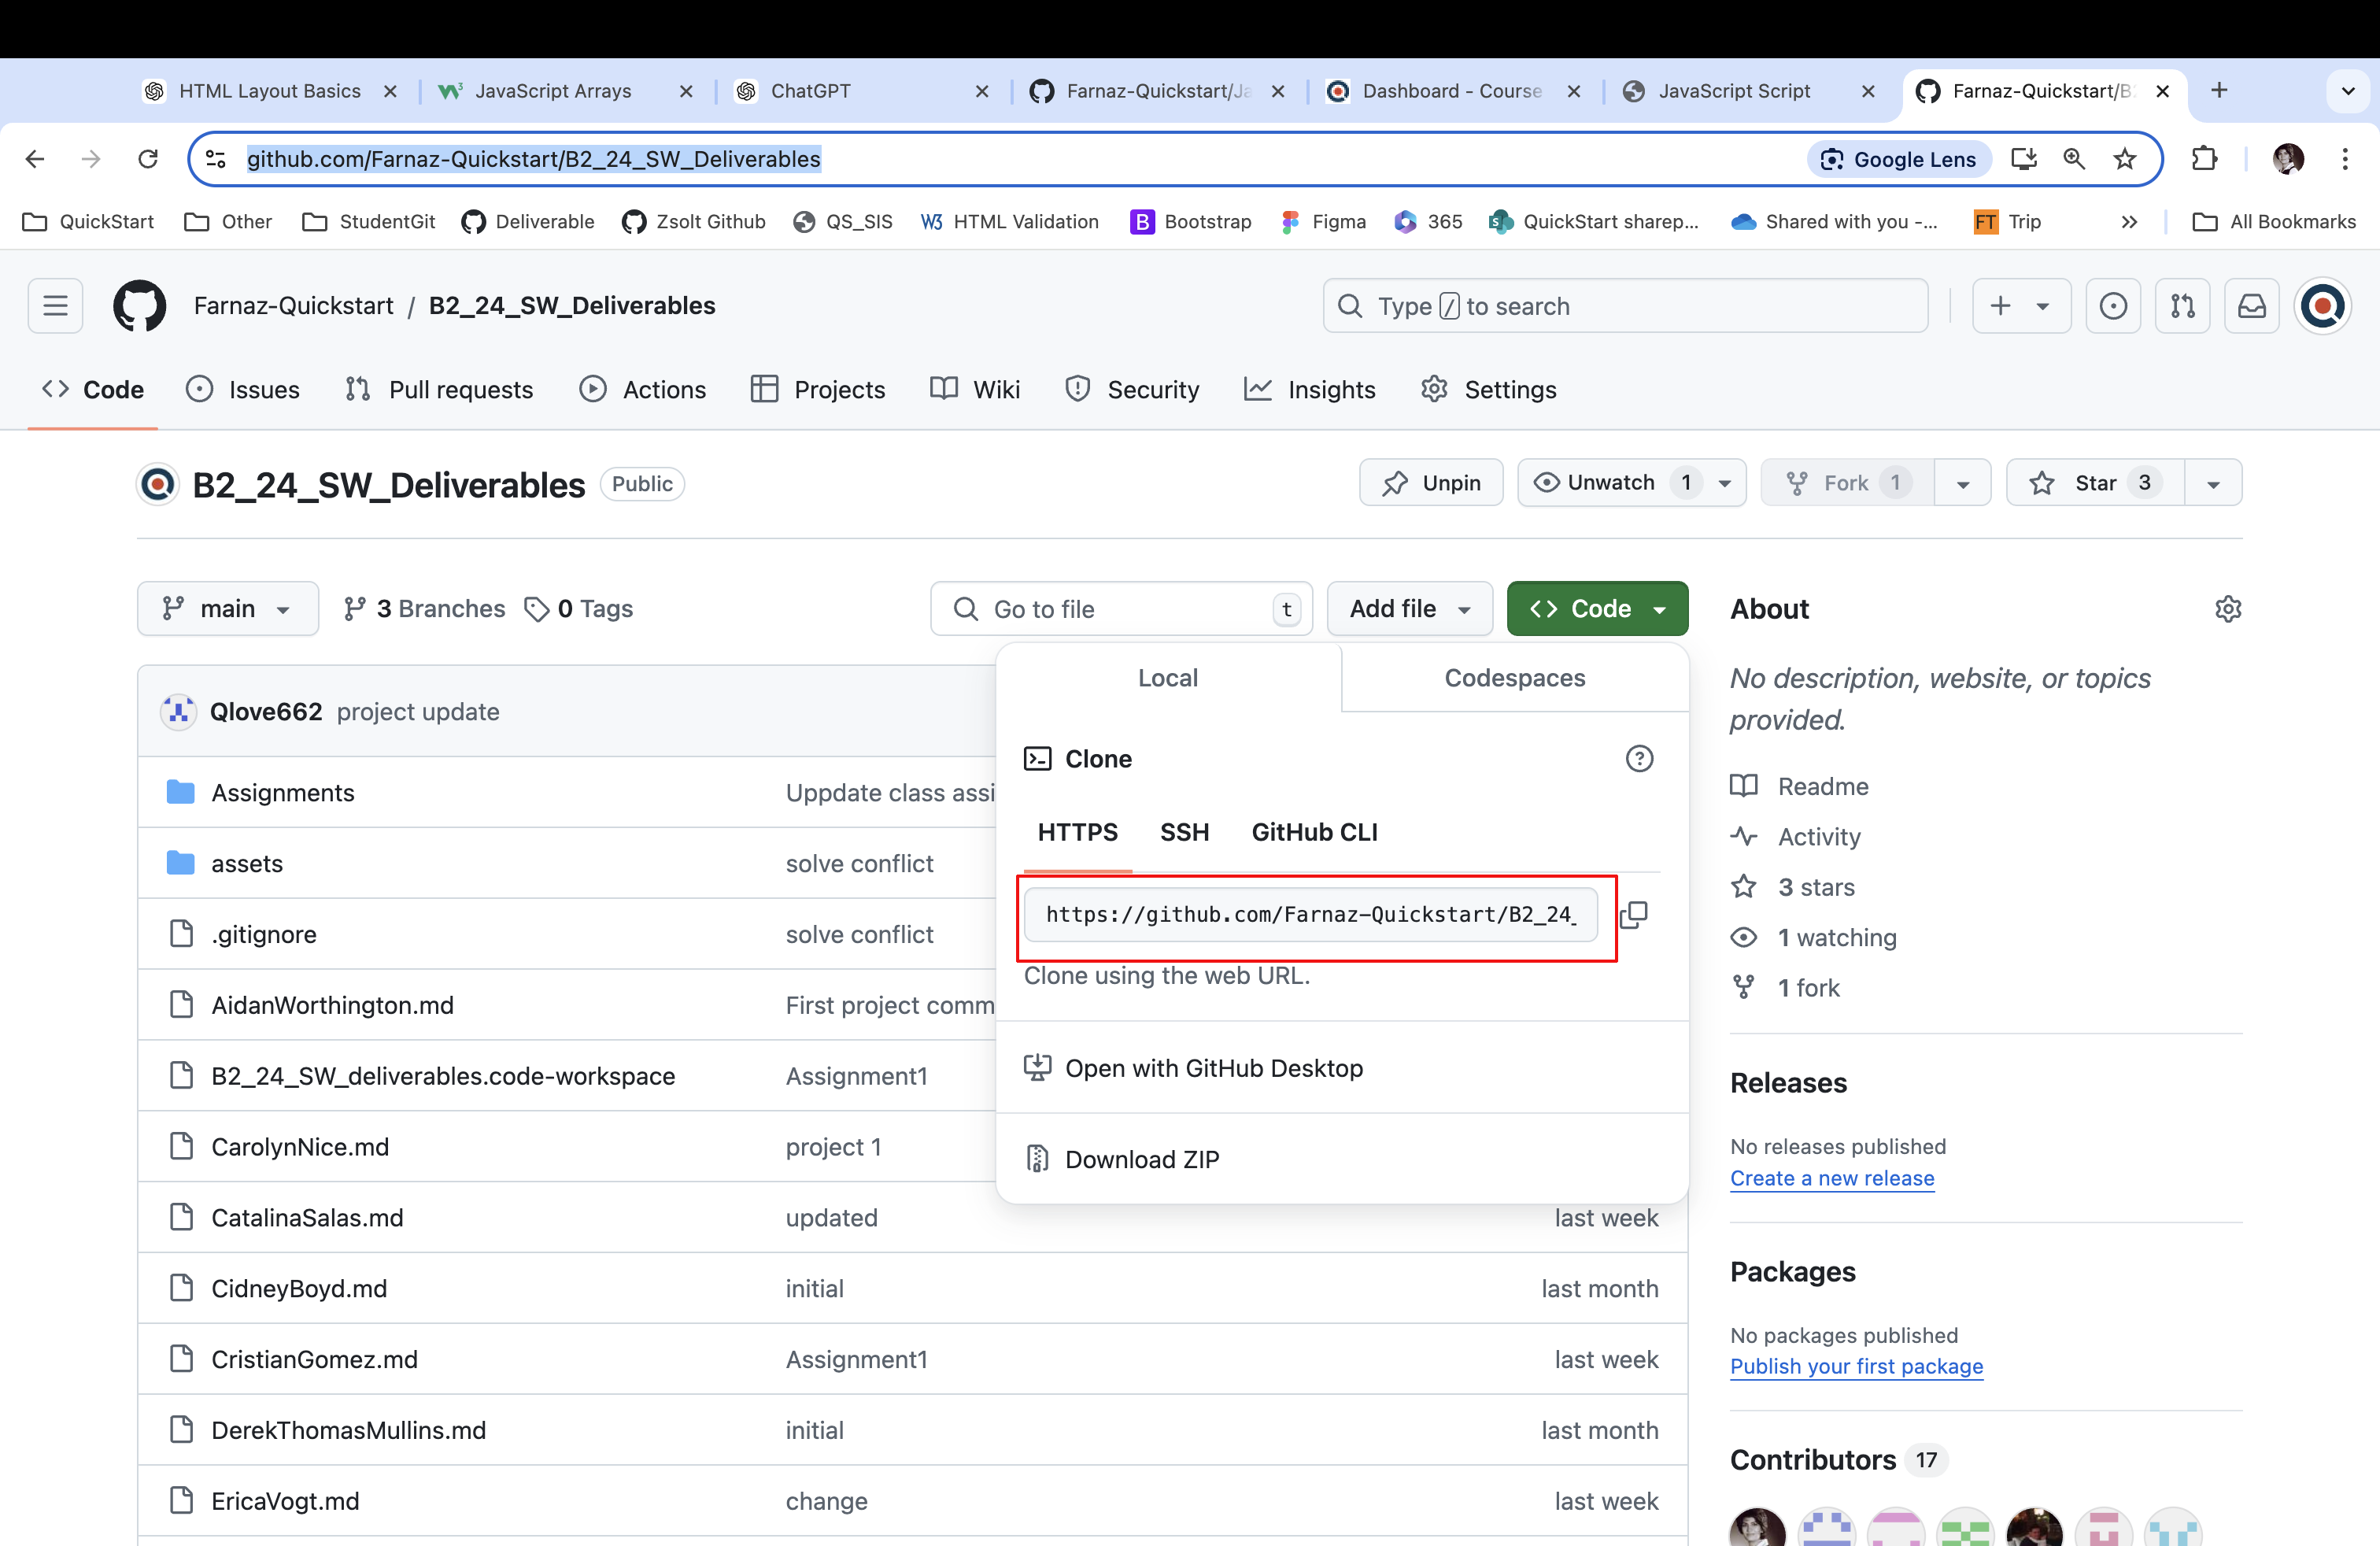 HTML Layout Basics
JavaScript Arrays
ChatGPT
Farnaz-Quickstart/Ja
Dashboard - Course
JavaScript Script
Farnaz-Quickstart/B2
github.com/Farnaz-Quickstart/B2_24_SW_Deliverables
Google Lens
QuickStart
Other
StudentGit
Deliverable
Zsolt Github
QS_SIS
W3 HTML Validation
B Bootstrap
Figma
365
QuickStart sharep...
Shared with you -...
FT Trip
All Bookmarks
Farnaz-Quickstart / B2_24_SW_Deliverables
Type / to search
Code
Issues
Pull requests
Actions
Projects
Wiki
Security
Insights
Settings
B2_24_SW_Deliverables Public
Unpin
Unwatch 1
Fork 1
Star 3
main
3 Branches
0 Tags
Go to file t
Add file
Code
Qlove662 project update
Assignments Uppdate class assi
assets solve conflict
.gitignore solve conflict
AidanWorthington.md First project comm
B2_24_SW_deliverables.code-workspace Assignment1
CarolynNice.md project 1
CatalinaSalas.md updated last week
CidneyBoyd.md initial last month
CristianGomez.md Assignment1 last week
DerekThomasMullins.md initial last month
EricaVogt.md change last week
Local
Codespaces
Clone
HTTPS SSH GitHub CLI
https://github.com/Farnaz-Quickstart/B2_24_
Clone using the web URL.
Open with GitHub Desktop
Download ZIP
About
No description, website, or topics
provided.
Readme
Activity
3 stars
1 watching
1 fork
Releases
No releases published
Create a new release
Packages
No packages published
Publish your first package
Contributors 17